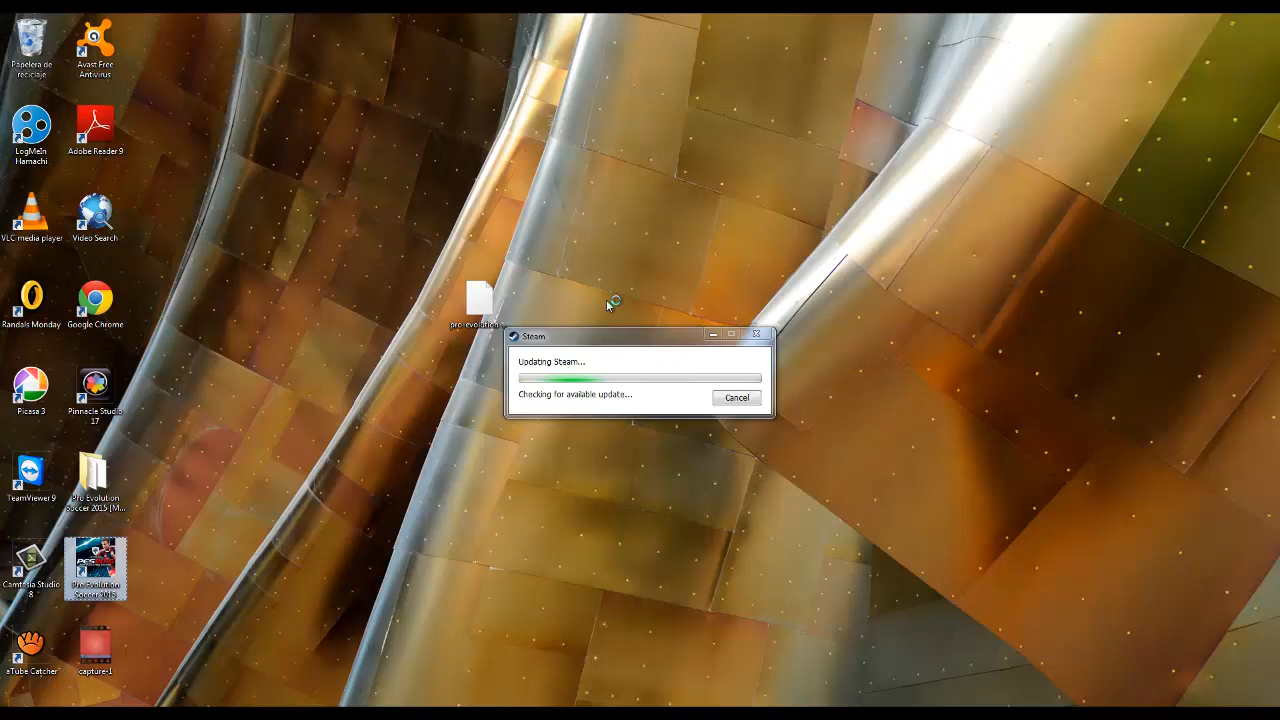 Papelera de
reciclaje
Avast Free
Antivirus
LogMeIn
Hamachi
Adobe Reader 9
VLC media player
Video Search
Randals Monday
Google Chrome
Picasa 3
Pinnacle Studio
17
TeamViewer 9
Pro Evolution
Soccer 2015 [M...
Camtasia Studio
8
Pro Evolution
Soccer 2015
aTube Catcher
capture-1
pro-evolution
Steam
Updating Steam...
Checking for available update...
Cancel